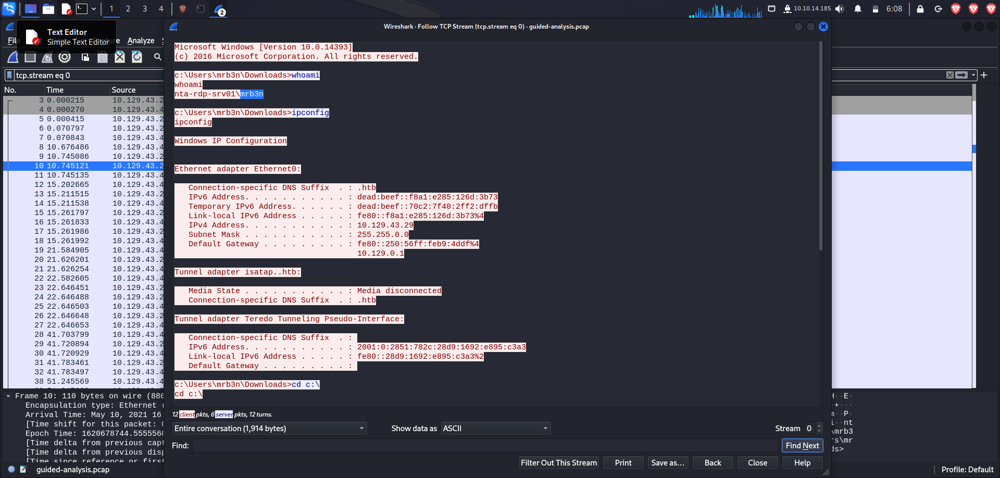 1
2
3
4
2
10.10.14.185
6:08
Text Editor
Simple Text Editor
Wireshark · Follow TCP Stream (tcp.stream eq 0) · guided-analysis.pcap
Analyze
tcp.stream eq 0
No. Time Source
3 0.000215 10.129.43.2
4 0.000270 10.129.43.4
5 0.000415 10.129.43.2
6 0.070797 10.129.43.2
7 0.070843 10.129.43.4
8 10.676486 10.129.43.4
9 10.745086 10.129.43.2
10 10.745121 10.129.43.2
11 10.745135 10.129.43.4
12 15.202665 10.129.43.4
13 15.211515 10.129.43.2
14 15.211538 10.129.43.4
15 15.261797 10.129.43.2
16 15.261833 10.129.43.4
17 15.261986 10.129.43.2
18 15.261992 10.129.43.4
19 21.584905 10.129.43.4
20 21.626201 10.129.43.2
21 21.626254 10.129.43.4
22 22.582605 10.129.43.4
23 22.646451 10.129.43.2
24 22.646488 10.129.43.4
25 22.646503 10.129.43.4
26 22.646648 10.129.43.2
27 22.646653 10.129.43.4
28 41.703799 10.129.43.4
29 41.720894 10.129.43.2
30 41.720929 10.129.43.4
31 41.783461 10.129.43.2
32 41.783497 10.129.43.4
38 51.245569 10.129.43.4
Microsoft Windows [Version 10.0.14393]
(c) 2016 Microsoft Corporation. All rights reserved.
c:\Users\mrb3n\Downloads>whoami
whoami
nta-rdp-srv01\mrb3n
c:\Users\mrb3n\Downloads>ipconfig
ipconfig
Windows IP Configuration
Ethernet adapter Ethernet0:
Connection-specific DNS Suffix . : .htb
IPv6 Address. . . . . . . . . . . : dead:beef::f8a1:e285:126d:3b73
Temporary IPv6 Address. . . . . . : dead:beef::70c2:7f40:2ff2:dffb
Link-local IPv6 Address . . . . . : fe80::f8a1:e285:126d:3b73%4
IPv4 Address. . . . . . . . . . . : 10.129.43.29
Subnet Mask . . . . . . . . . . . : 255.255.0.0
Default Gateway . . . . . . . . . : fe80::250:56ff:feb9:4ddf%4
10.129.0.1
Tunnel adapter isatap..htb:
Media State . . . . . . . . . . . : Media disconnected
Connection-specific DNS Suffix . : .htb
Tunnel adapter Teredo Tunneling Pseudo-Interface:
Connection-specific DNS Suffix . :
IPv6 Address. . . . . . . . . . . : 2001:0:2851:782c:28d9:1692:e895:c3a3
Link-local IPv6 Address . . . . . : fe80::28d9:1692:e895:c3a3%2
Default Gateway . . . . . . . . . :
c:\Users\mrb3n\Downloads>cd c:\
cd c:\
12 client pkts, 6 server pkts, 12 turns.
Entire conversation (1,914 bytes)
Show data as
ASCII
Stream 0
Find:
Find Next
Filter Out This Stream
Print
Save as…
Back
Close
Help
Frame 10: 110 bytes on wire (880
Encapsulation type: Ethernet (
Arrival Time: May 10, 2021 16:
[Time shift for this packet: 0
Epoch Time: 1620678744.5555560
[Time delta from previous capt
[Time delta from previous disp
[Time since reference or first
H··E·
·+···
m··P·
i··nt
\mrb3
rs\mr
ds>
guided-analysis.pcap
Profile: Default